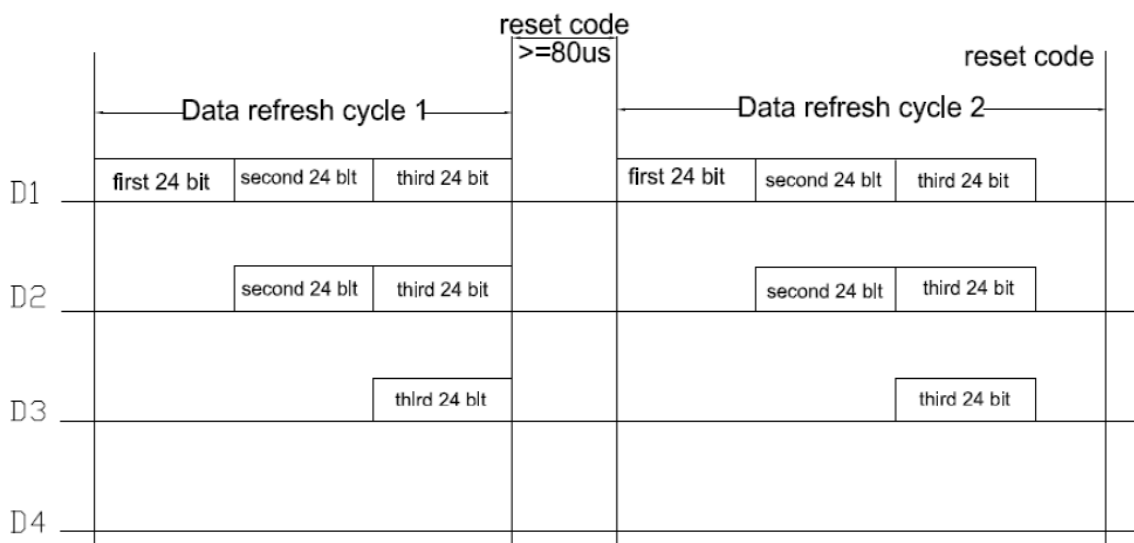 reset code
>=80us
reset code
Data refresh cycle 1
Data refresh cycle 2
D1
first 24 bit
second 24 blt
third 24 bit
first 24 bit
second 24 blt
third 24 bit
D2
second 24 blt
third 24 bit
second 24 blt
third 24 bit
D3
thlrd 24 blt
third 24 bit
D4